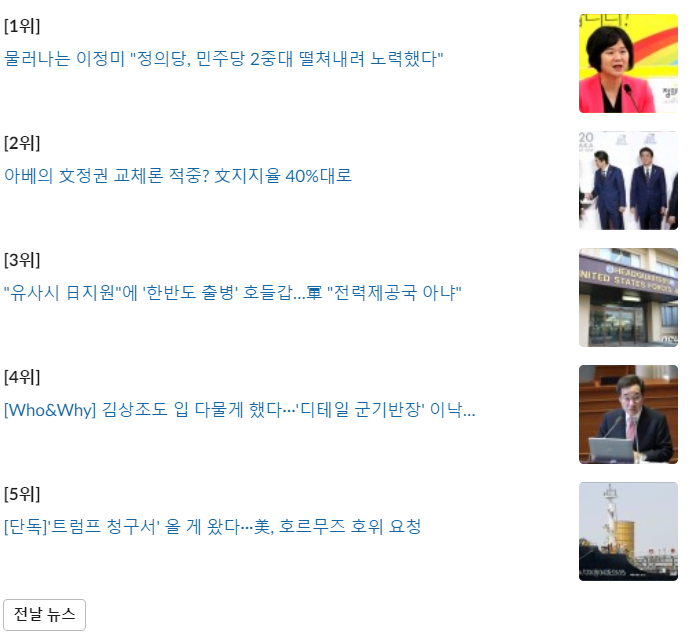 [1위]
물러나는 이정미 "정의당, 민주당 2중대 떨쳐내려 노력했다"
[2위]
아베의 文정권 교체론 적중? 文지지율 40%대로
20
[3위]
"유사시 日지원"에 '한반도 출병' 호들갑…軍 "전력제공국 아냐"
HEADQUARTERS
UNITED STATES FORCES
[4위]
[Who&Why] 김상조도 입 다물게 했다···'디테일 군기반장' 이낙…
[5위]
[단독]'트럼프 청구서' 올 게 왔다···美, 호르무즈 호위 요청
전날 뉴스